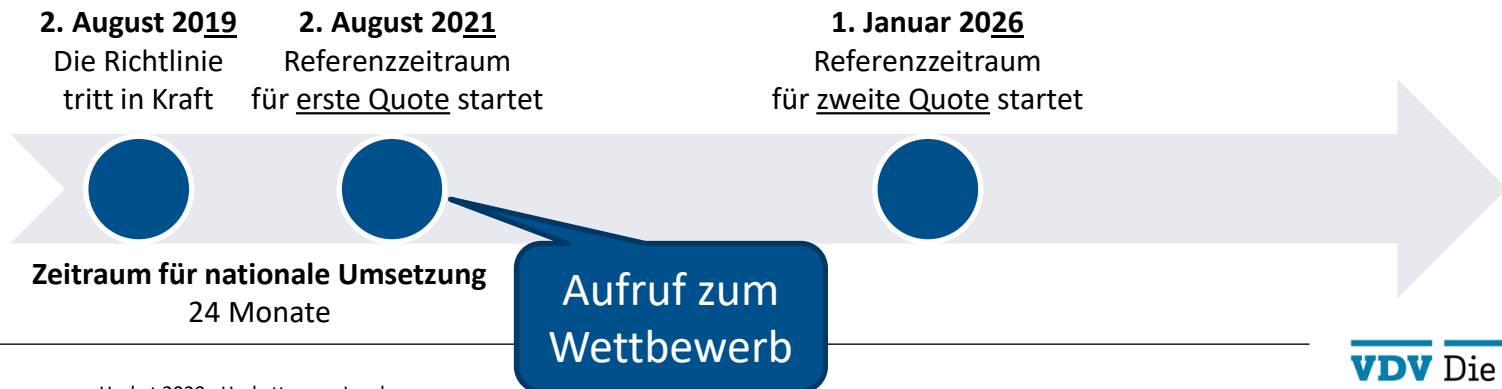 2. August 2019
Die Richtlinie
tritt in Kraft
2. August 2021
Referenzzeitraum
für erste Quote startet
1. Januar 2026
Referenzzeitraum
für zweite Quote startet
Zeitraum für nationale Umsetzung
24 Monate
Aufruf zum
Wettbewerb
VDV Die